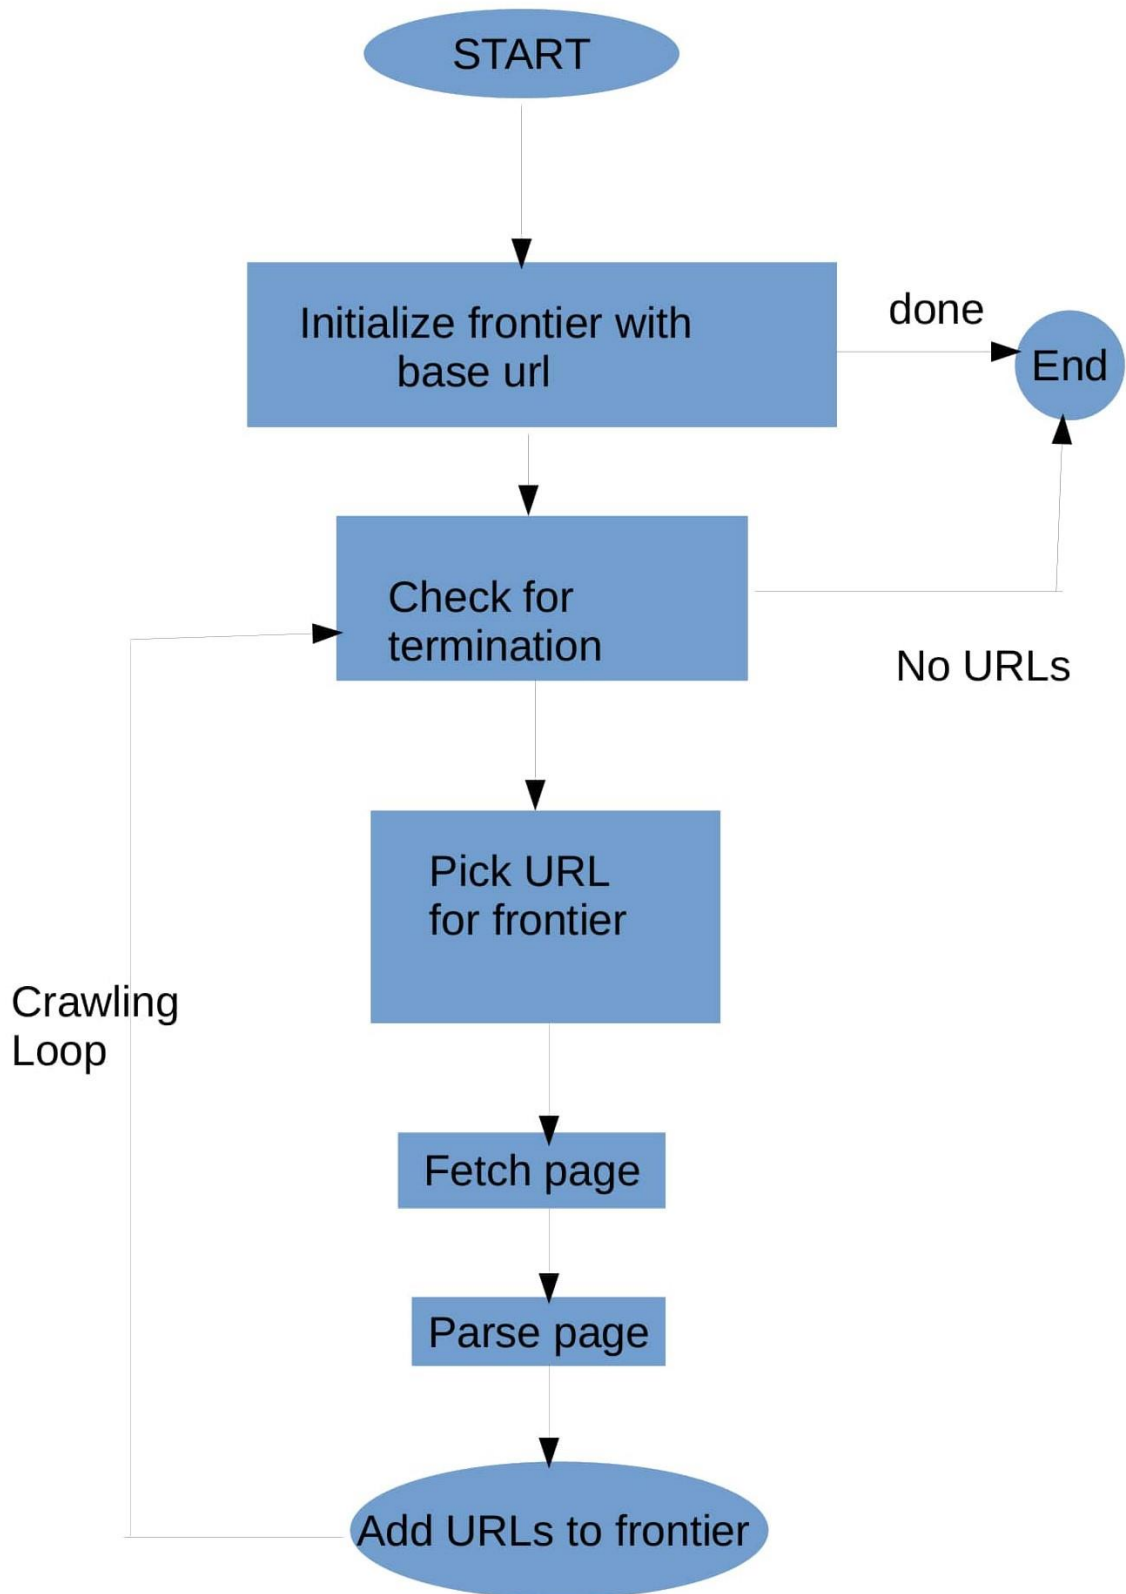 START
Initialize frontier with
base url
done
End
Check for
termination
No URLs
Pick URL
for frontier
Crawling
Loop
Fetch page
Parse page
Add URLs to frontier